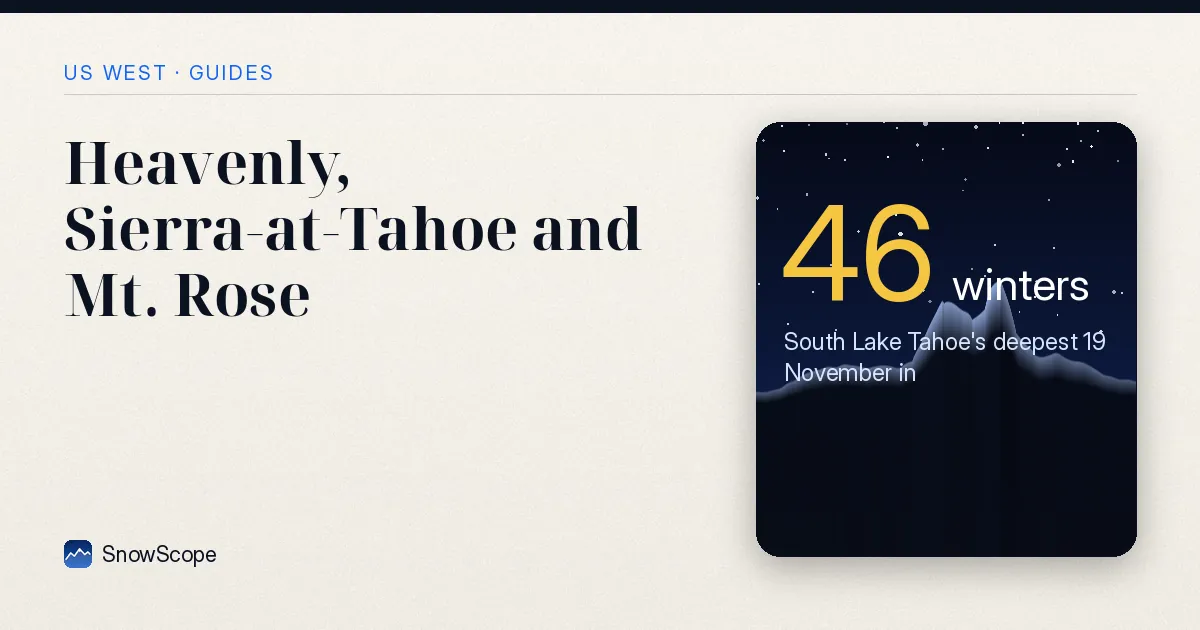 US WEST · GUIDES
Heavenly,
Sierra-at-Tahoe and
Mt. Rose
46 winters
South Lake Tahoe's deepest 19
November in
SnowScope